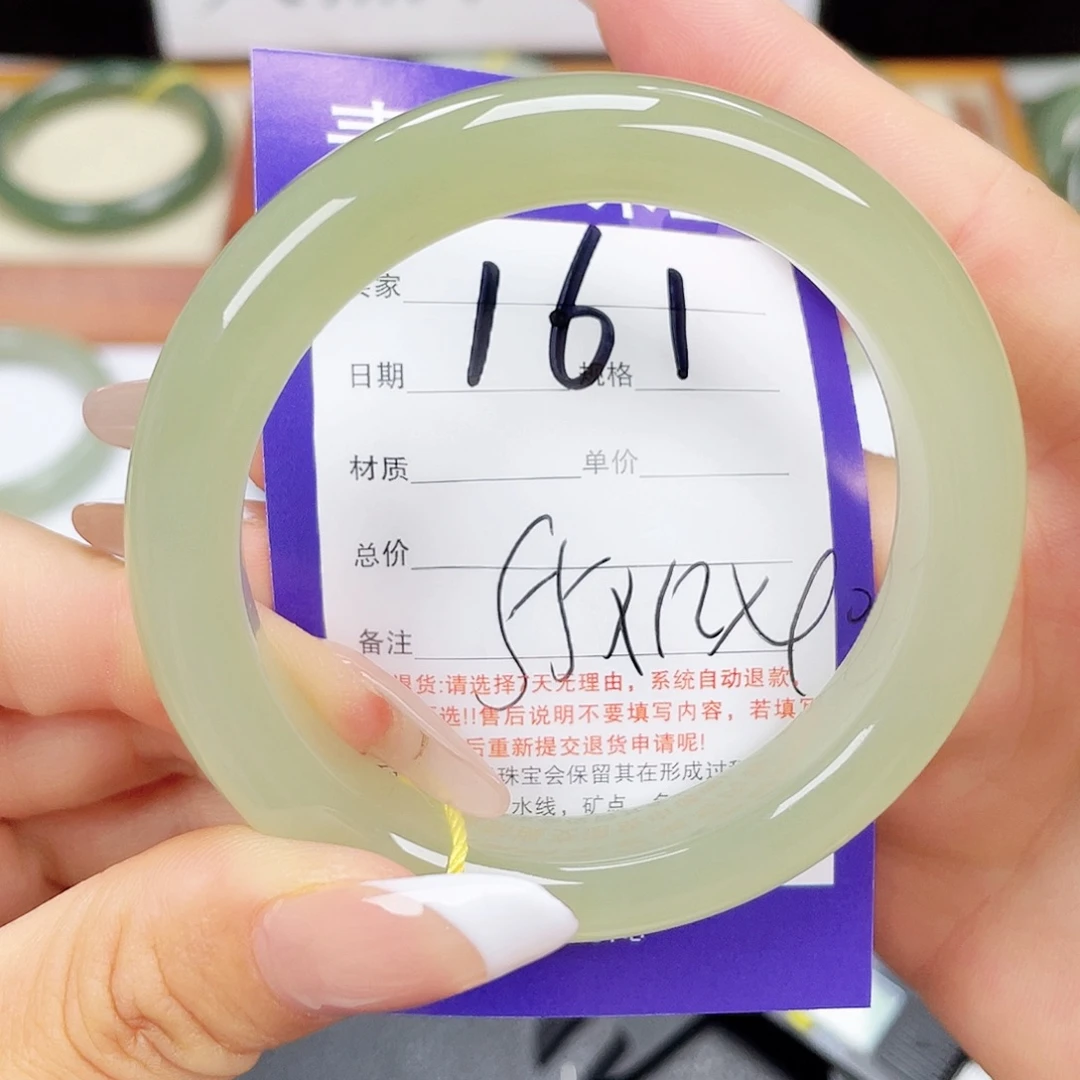 161
家
日期 规格
材质 单价
总价
备注
退货:请选择7天无理由，系统自动退款，
选!!售后说明不要填写内容，若填写
后重新提交退货申请呢!
珠宝会保留其在形成过
水线，矿点、